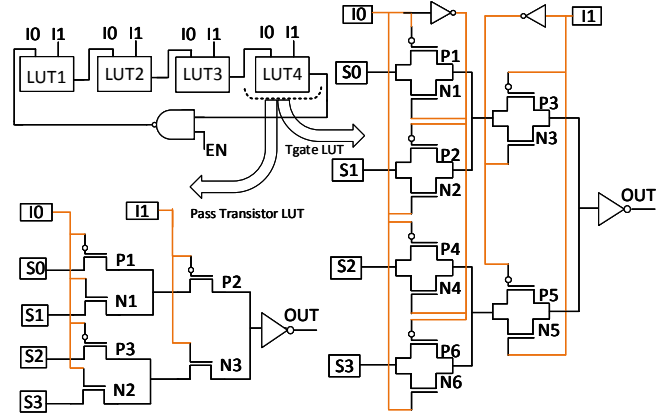 I0 I1 I0 I1 I0 I1 I0 I1
LUT1 LUT2 LUT3 LUT4
EN
Tgate LUT
Pass Transistor LUT
I0 I1
S0 P1 N1
S1 P2 N2
S2 P4 N4
S3 P6 N6
P3 N3
P5 N5
OUT
I0 I1
S0 P1
S1 N1
S2 P3
S3 N2
P2
N3
OUT